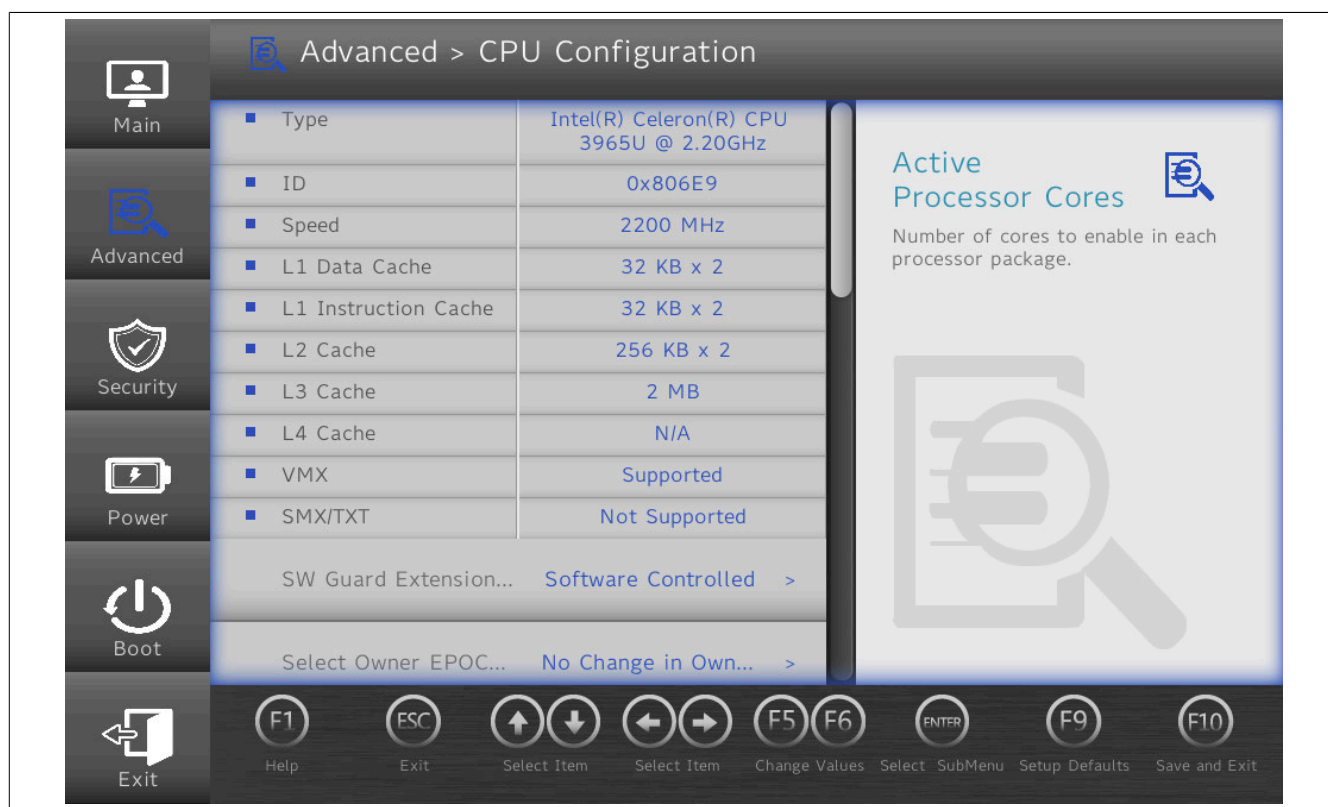 Advanced > CPU Configuration
Main
Advanced
Security
Power
Boot
Exit
Type Intel(R) Celeron(R) CPU
3965U @ 2.20GHz
ID 0x806E9
Speed 2200 MHz
L1 Data Cache 32 KB x 2
L1 Instruction Cache 32 KB x 2
L2 Cache 256 KB x 2
L3 Cache 2 MB
L4 Cache N/A
VMX Supported
SMX/TXT Not Supported
SW Guard Extension... Software Controlled >
Select Owner EPOC... No Change in Own... >
Active
Processor Cores
Number of cores to enable in each
processor package.
F1 ESC F5 F6 ENTER F9 F10
Help Exit Select Item Select Item Change Values Select SubMenu Setup Defaults Save and Exit